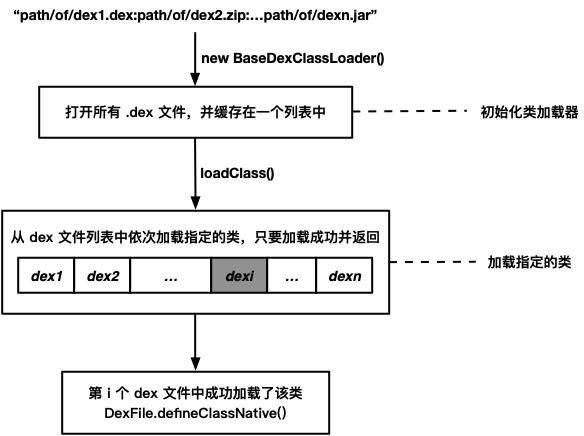 “path/of/dex1.dex:path/of/dex2.zip:…path/of/dexn.jar”
new BaseDexClassLoader()
打开所有 .dex 文件，并缓存在一个列表中
初始化类加载器
loadClass()
从 dex 文件列表中依次加载指定的类，只要加载成功并返回
dex1 dex2 … dexi … dexn
加载指定的类
第 i 个 dex 文件中成功加载了该类
DexFile.defineClassNative()